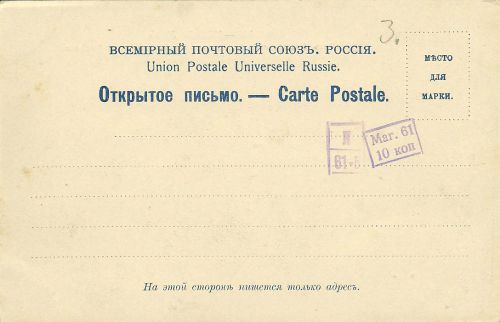 3.
ВСЕМІРНЫЙ ПОЧТОВЫЙ СОЮЗЪ. РОССІЯ.
Union Postale Universelle Russie.
Открытое письмо. — Carte Postale.
МѢСТО
ДЛЯ
МАРКИ.
Маг. 61
10 коп
На этой сторонѣ пишется только адресъ.